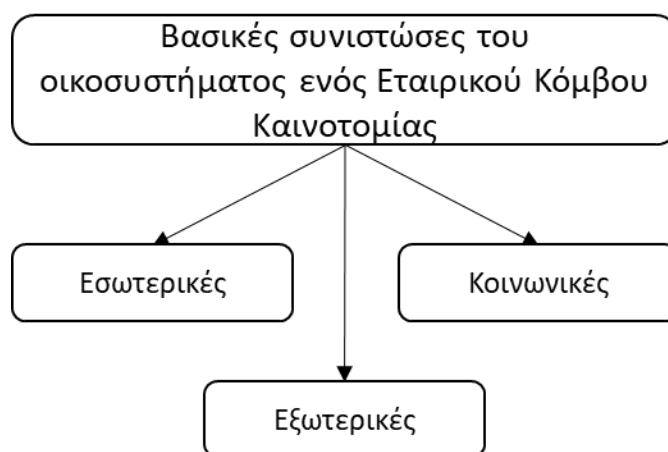 Βασικές συνιστώσες του
οικοσυστήματος ενός Εταιρικού Κόμβου
Καινοτομίας
Εσωτερικές
Κοινωνικές
Εξωτερικές